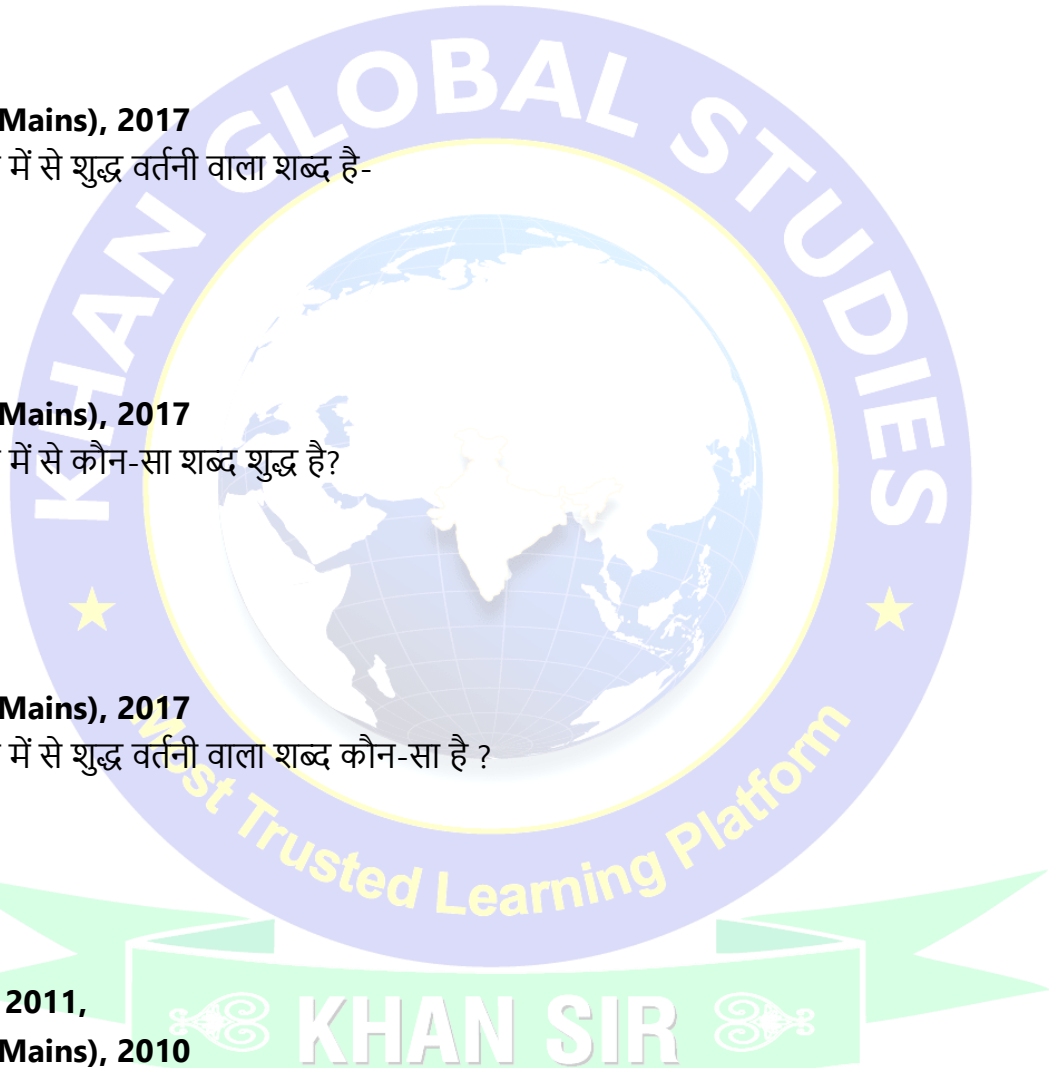 KHAN GLOBAL STUDIES
Mains), 2017
में से शुद्ध वर्तनी वाला शब्द है-
Mains), 2017
में से कौन-सा शब्द शुद्ध है?
Mains), 2017
में से शुद्ध वर्तनी वाला शब्द कौन-सा है ?
Most Trusted Learning Platform
2011,
KHAN SIR
Mains), 2010